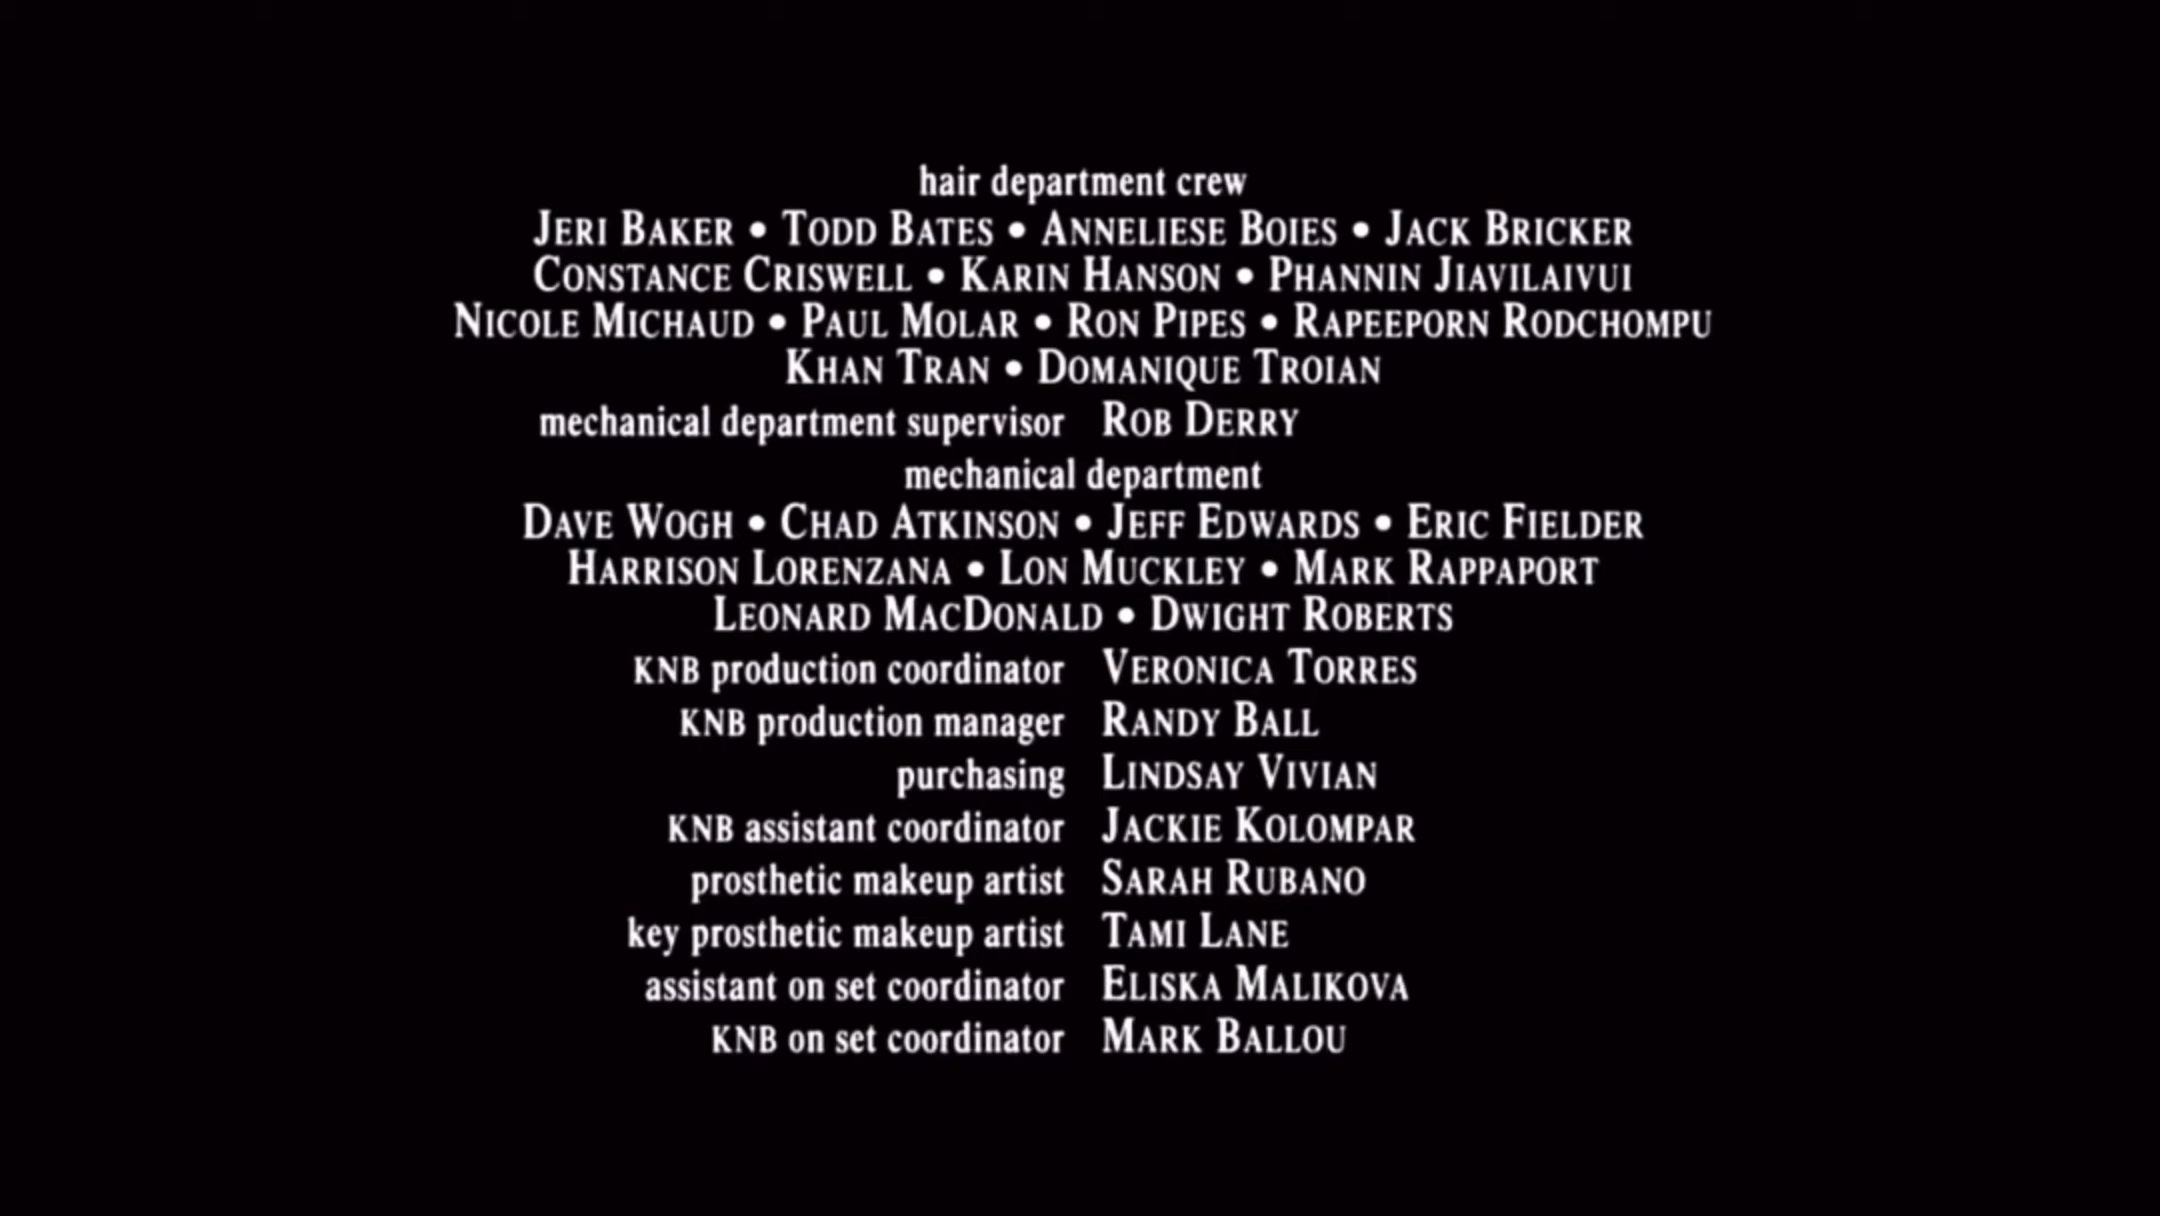 hair department crew
JERI BAKER • TODD BATES • ANNELIESE BOIES • JACK BRICKER
CONSTANCE CRISWELL • KARIN HANSON • PHANNIN JIAVILAIVUI
NICOLE MICHAUD • PAUL MOLAR • RON PIPES • RAPEEPORN RODCHOMPU
KHAN TRAN • DOMANIQUE TROIAN
mechanical department supervisor ROB DERRY
mechanical department
DAVE WOGH • CHAD ATKINSON • JEFF EDWARDS • ERIC FIELDER
HARRISON LORENZANA • LON MUCKLEY • MARK RAPPAPORT
LEONARD MACDONALD • DWIGHT ROBERTS
KNB production coordinator VERONICA TORRES
KNB production manager RANDY BALL
purchasing LINDSAY VIVIAN
KNB assistant coordinator JACKIE KOLOMPAR
prosthetic makeup artist SARAH RUBANO
key prosthetic makeup artist TAMI LANE
assistant on set coordinator ELISKA MALIKOVA
KNB on set coordinator MARK BALLOU